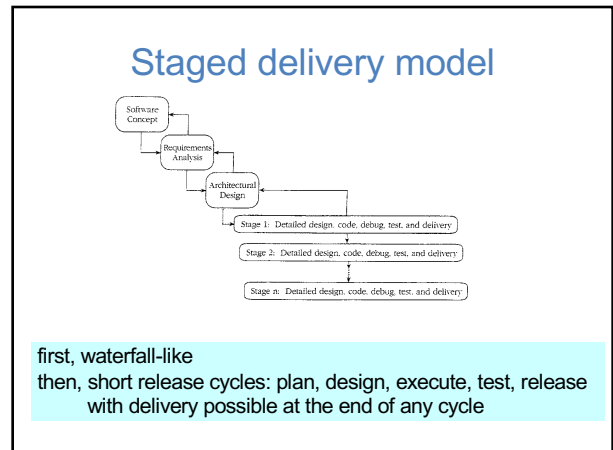 Staged delivery model
Software
Concept
Requirements
Analysis
Architectural
Design
Stage 1: Detailed design, code, debug, test, and delivery
Stage 2: Detailed design, code, debug, test, and delivery
Stage n: Detailed design, code, debug, test, and delivery
first, waterfall-like
then, short release cycles: plan, design, execute, test, release
with delivery possible at the end of any cycle